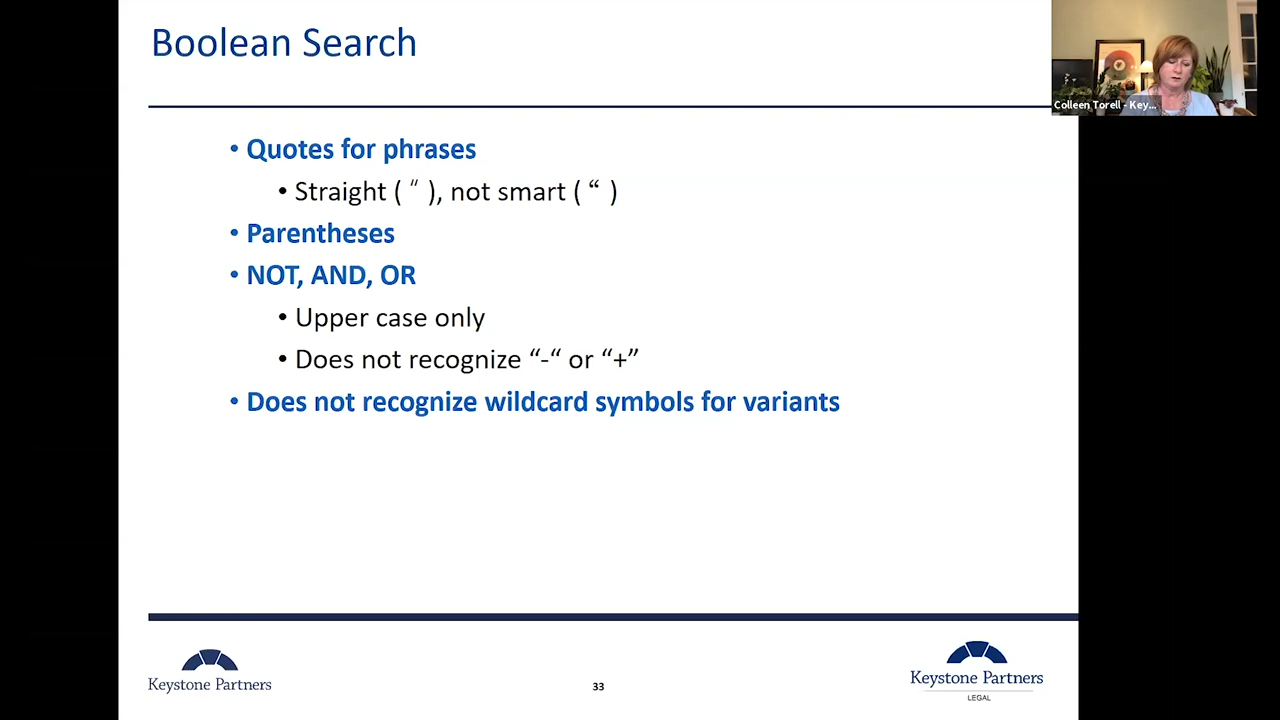 Boolean Search
Colleen Torell - Key...
• Quotes for phrases
• Straight ( " ), not smart ( “ )
• Parentheses
• NOT, AND, OR
• Upper case only
• Does not recognize “-“ or “+”
• Does not recognize wildcard symbols for variants
Keystone Partners
33
Keystone Partners
LEGAL